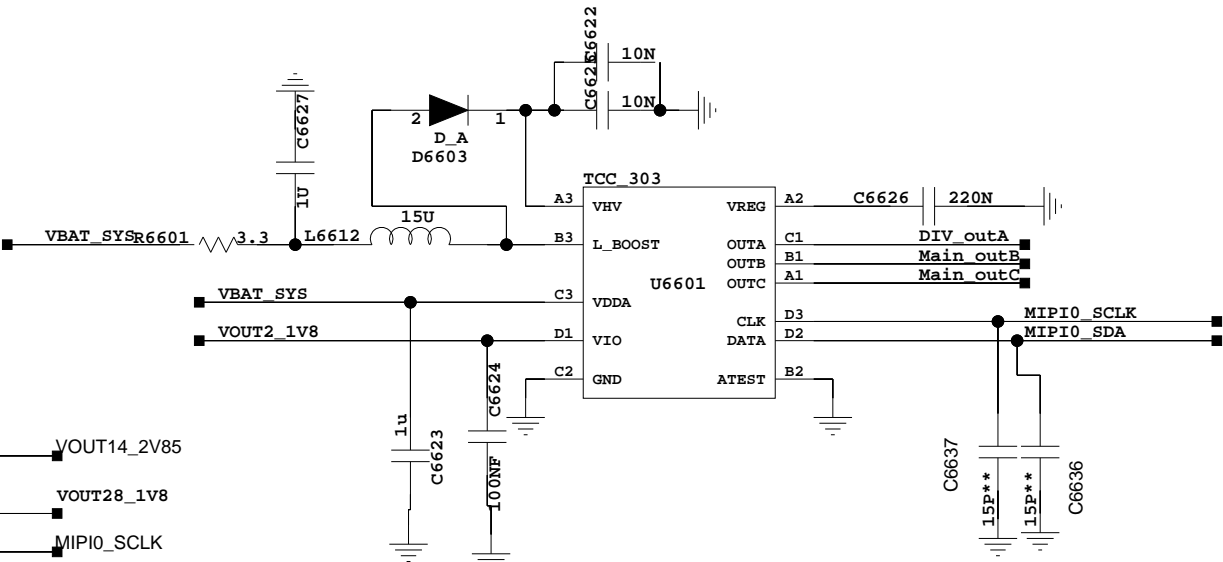 C6622
10N
C6625
10N
C6627
1U
2
1
D_A
D6603
TCC_303
A3
VHV
VREG
A2
C6626
220N
15U
VBAT_SYS
R6601
3.3
L6612
B3
L_BOOST
OUTA
C1
DIV_outA
OUTB
B1
Main_outB
U6601
OUTC
A1
Main_outC
VBAT_SYS
C3
VDDA
CLK
D3
MIPI0_SCLK
VOUT2_1V8
D1
VIO
DATA
D2
MIPI0_SDA
C2
GND
ATEST
B2
C6624
100NF
1u
C6623
C6637
15P**
15P**
C6636
VOUT14_2V85
VOUT28_1V8
MIPI0_SCLK